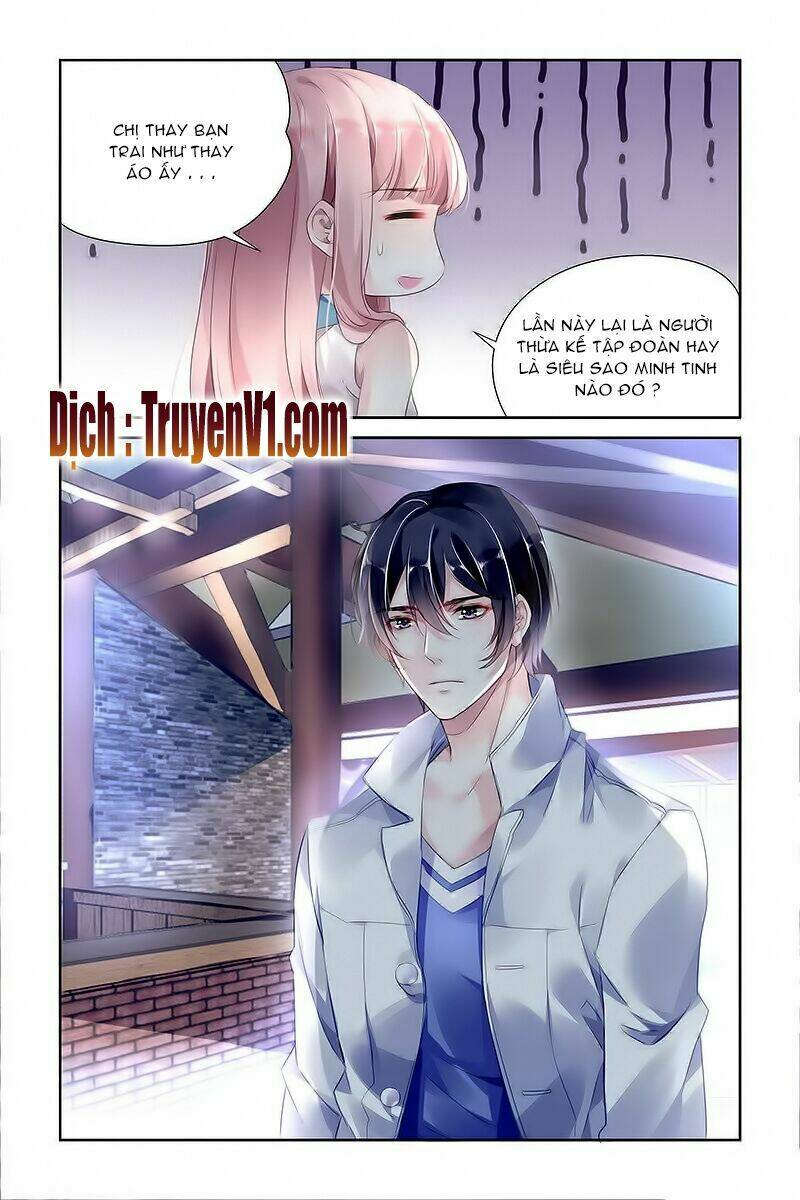 CHỊ THAY BẠN
TRAI NHƯ THAY
ÁO ẤY . . .
LẦN NÀY LẠI LÀ NGƯỜI
THỪA KẾ TẬP ĐOÀN HAY
LÀ SIÊU SAO MINH TINH
NÀO ĐÓ ?
Dịch : TruyenV1.com